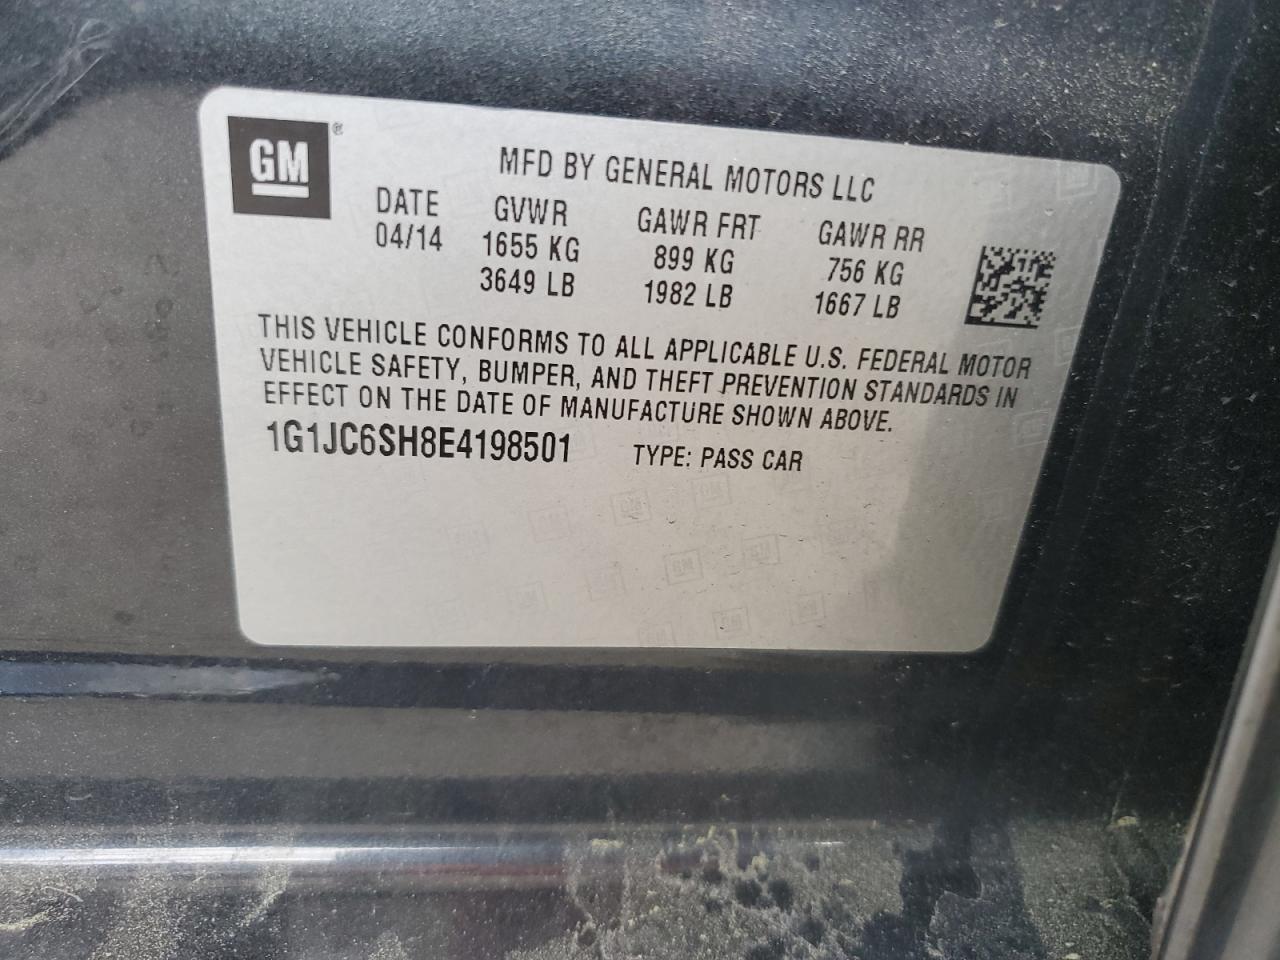 GM ®
MFD BY GENERAL MOTORS LLC
DATE GVWR GAWR FRT GAWR RR
04/14 1655 KG 899 KG 756 KG
3649 LB 1982 LB 1667 LB
THIS VEHICLE CONFORMS TO ALL APPLICABLE U.S. FEDERAL MOTOR
VEHICLE SAFETY, BUMPER, AND THEFT PREVENTION STANDARDS IN
EFFECT ON THE DATE OF MANUFACTURE SHOWN ABOVE.
1G1JC6SH8E4198501 TYPE: PASS CAR